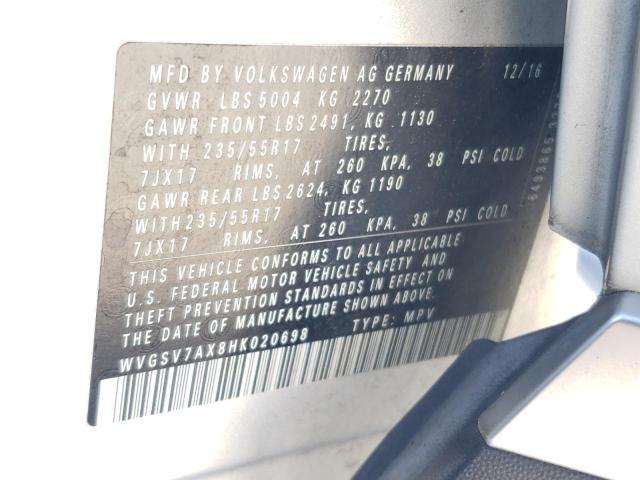 MFD BY VOLKSWAGEN AG GERMANY 12/16
GVWR LBS 5004 KG 2270
GAWR FRONT LBS 2491, KG 1130
WITH 235/55R17 TIRES,
7JX17 RIMS, AT 260 KPA, 38 PSI COLD
GAWR REAR LBS 2624, KG 1190
WITH 235/55R17 TIRES,
7JX17 RIMS, AT 260 KPA, 38 PSI COLD
THIS VEHICLE CONFORMS TO ALL APPLICABLE
U.S. FEDERAL MOTOR VEHICLE SAFETY AND
THEFT PREVENTION STANDARDS IN EFFECT ON
THE DATE OF MANUFACTURE SHOWN ABOVE.
WVGSV7AX8HK020698 TYPE: MPV
6493865